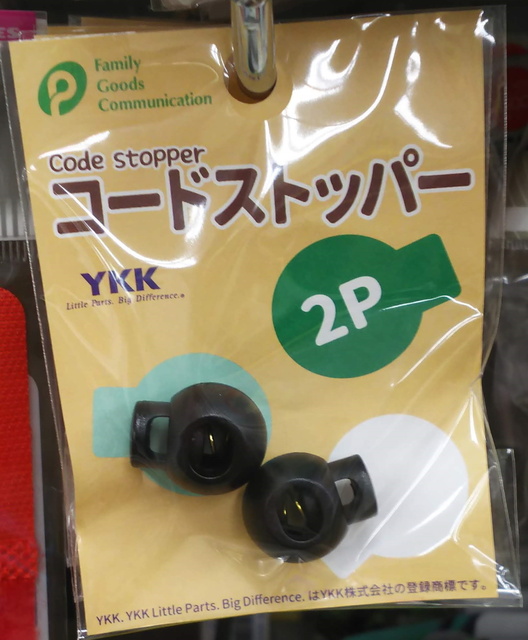 Family
Goods
Communication
Code stopper
コードストッパー
YKK
Little Parts. Big Difference.®
2P
YKK. YKK Little Parts. Big Difference. はYKK株式会社の登録商標です。